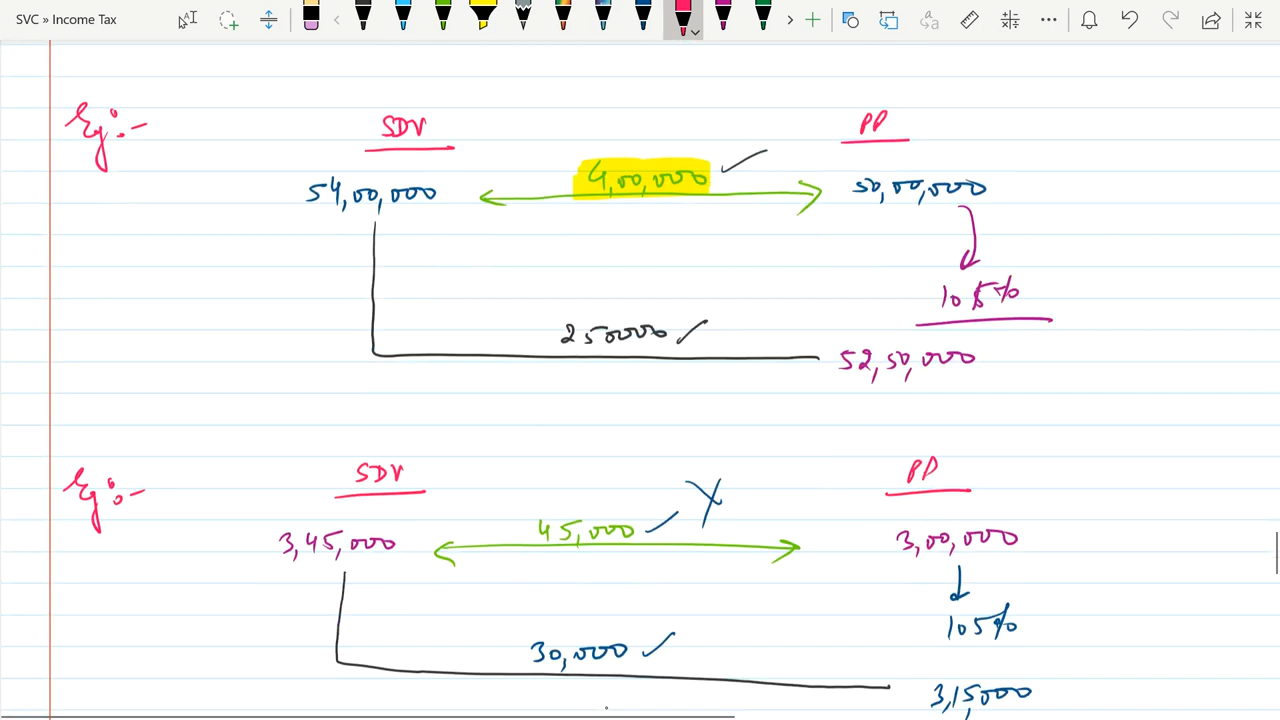 SVC » Income Tax
Eg:-
SDV PP
54,00,000 4,00,000 50,00,000
105%
250000 52,50,000
Eg:-
SDV PP
3,45,000 45,000 3,00,000
105%
30,000 3,15,000